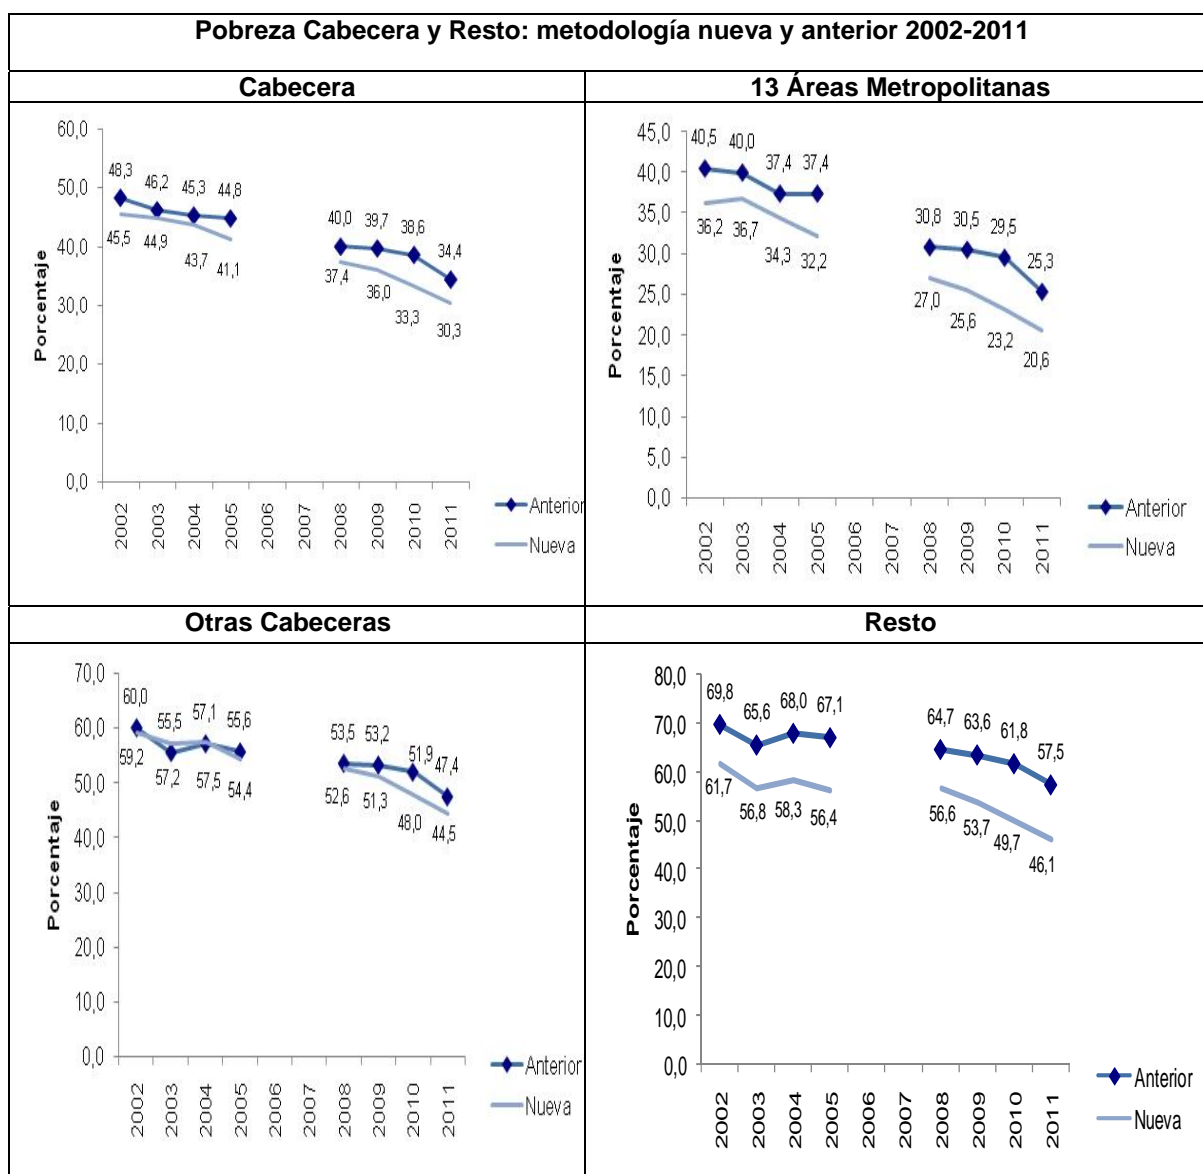 Pobreza Cabecera y Resto: metodología nueva y anterior 2002-2011
Cabecera
60,0
50,0
40,0
30,0
20,0
10,0
0,0
Porcentaje
48,3 46,2 45,3 44,8
45,5 44,9 43,7 41,1
40,0 39,7 38,6 34,4
37,4 36,0 33,3 30,3
2002 2003 2004 2005 2006 2007 2008 2009 2010 2011
Anterior
Nueva
13 Áreas Metropolitanas
45,0
40,0
35,0
30,0
25,0
20,0
15,0
10,0
5,0
0,0
Porcentaje
40,5 40,0 37,4 37,4
36,2 36,7 34,3 32,2
30,8 30,5 29,5 25,3
27,0 25,6 23,2 20,6
2002 2003 2004 2005 2006 2007 2008 2009 2010 2011
Anterior
Nueva
Otras Cabeceras
70,0
60,0
50,0
40,0
30,0
20,0
10,0
0,0
Porcentaje
60,0 55,5 57,1 55,6
59,2 57,2 57,5 54,4
53,5 53,2 51,9 47,4
52,6 51,3 48,0 44,5
2002 2003 2004 2005 2006 2007 2008 2009 2010 2011
Anterior
Nueva
Resto
80,0
70,0
60,0
50,0
40,0
30,0
20,0
10,0
0,0
Porcentaje
69,8 65,6 68,0 67,1
61,7 56,8 58,3 56,4
64,7 63,6 61,8 57,5
56,6 53,7 49,7 46,1
2002 2003 2004 2005 2006 2007 2008 2009 2010 2011
Anterior
Nueva